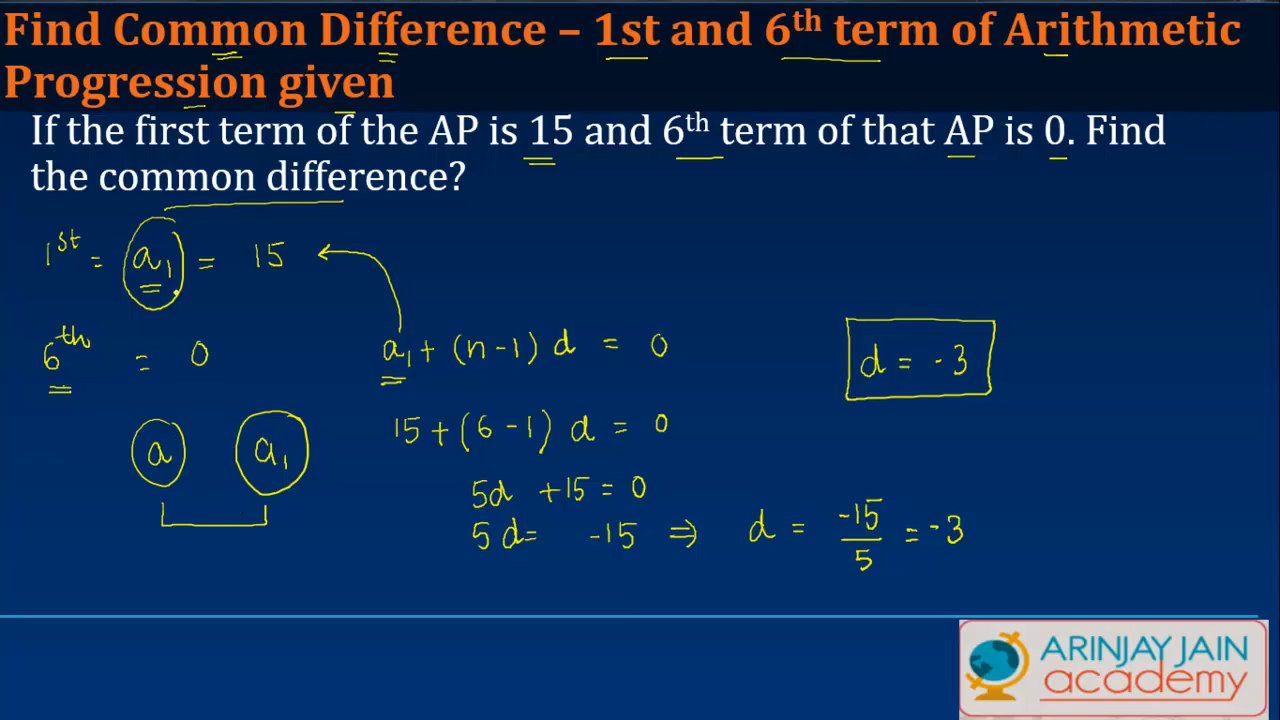 Find Common Difference – 1st and 6th term of Arithmetic
Progression given
If the first term of the AP is 15 and 6th term of that AP is 0. Find
the common difference?
1st = a₁ = 15
6th = 0
a₁ + (n-1) d = 0
d = -3
a a₁
15 + (6-1) d = 0
5d +15 = 0
5d = -15 ⇒ d = -15/5 = -3
ARINJAY JAIN
academy